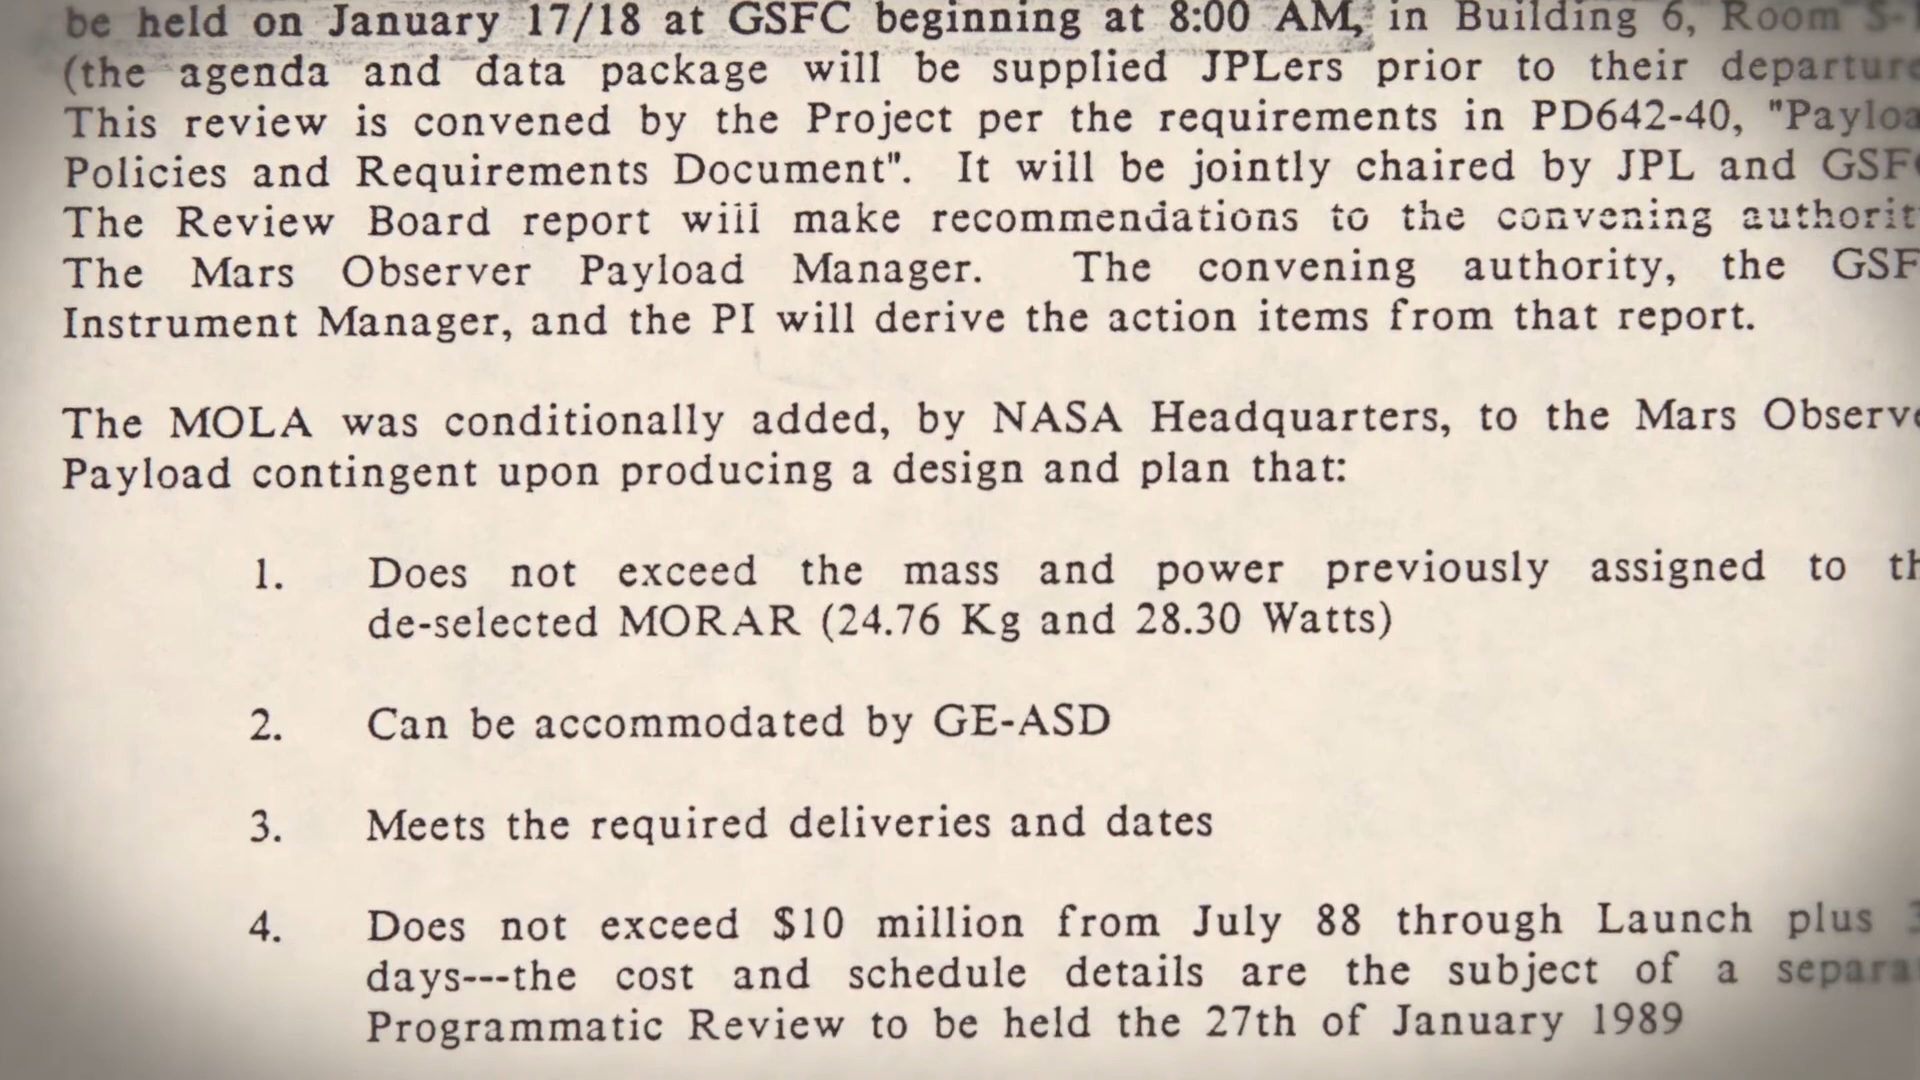 be held on January 17/18 at GSFC beginning at 8:00 AM, in Building 6, Room
(the agenda and data package will be supplied JPLers prior to their
This review is convened by the Project per the requirements in PD642-40,
Policies and Requirements Document". It will be jointly chaired by JPL and
The Review Board report will make recommendations to the convening
The Mars Observer Payload Manager. The convening authority, the
Instrument Manager, and the PI will derive the action items from that report.
The MOLA was conditionally added, by NASA Headquarters, to the Mars
Payload contingent upon producing a design and plan that:
1. Does not exceed the mass and power previously assigned to
de-selected MORAR (24.76 Kg and 28.30 Watts)
2. Can be accommodated by GE-ASD
3. Meets the required deliveries and dates
4. Does not exceed $10 million from July 88 through Launch plus
days---the cost and schedule details are the subject of a
Programmatic Review to be held the 27th of January 1989